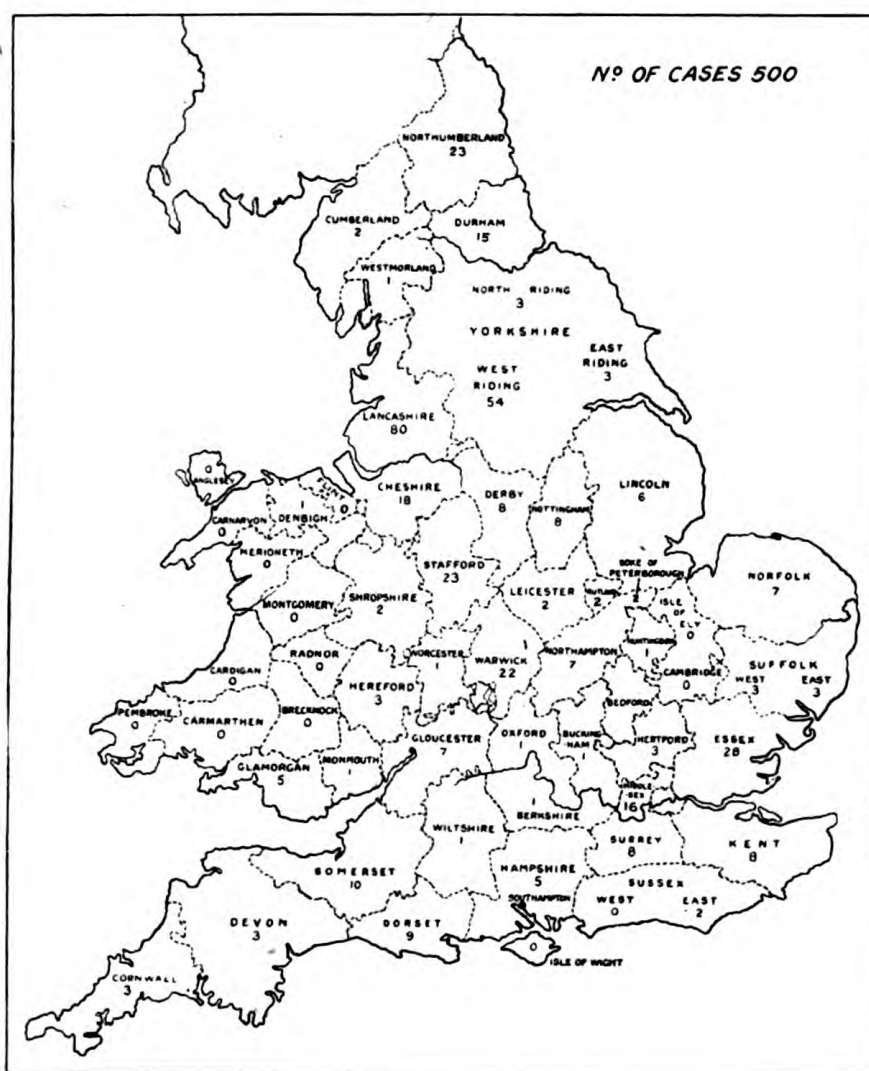 Nº OF CASES 500
NORTHUMBERLAND
23
CUMBERLAND
2
DURHAM
15
WESTMORLAND
1
NORTH RIDING
3
YORKSHIRE
EAST
RIDING
3
WEST
RIDING
54
LANCASHIRE
80
0
ANGLESEY
FLINT
0
CHESHIRE
18
DERBY
8
NOTTINGHAM
8
LINCOLN
6
CARNARVON
0
1
DENBIGH
MERIONETH
0
STAFFORD
23
SHROPSHIRE
2
LEICESTER
2
RUTLAND
2
SOKE OF
PETERBOROUGH
2
ISLE
OF
ELY
0
NORFOLK
7
MONTGOMERY
0
HUNTINGDON
1
RADNOR
0
WORCESTER
1
1
WARWICK
22
NORTHAMPTON
7
CAMBRIDGE
0
SUFFOLK
WEST
3
EAST
3
CARDIGAN
0
HEREFORD
3
BEDFORD
PEMBROKE
0
CARMARTHEN
0
BRECKNOCK
0
GLOUCESTER
7
OXFORD
1
BUCKING
HAM
1
HERTFORD
3
ESSEX
28
GLAMORGAN
5
MONMOUTH
1
MIDDLE-
SEX
16
WILTSHIRE
1
1
BERKSHIRE
SURREY
8
KENT
8
SOMERSET
10
HAMPSHIRE
5
SOUTHAMPTON
SUSSEX
WEST
0
EAST
2
DEVON
3
DORSET
9
0
ISLE OF WIGHT
CORNWALL
3